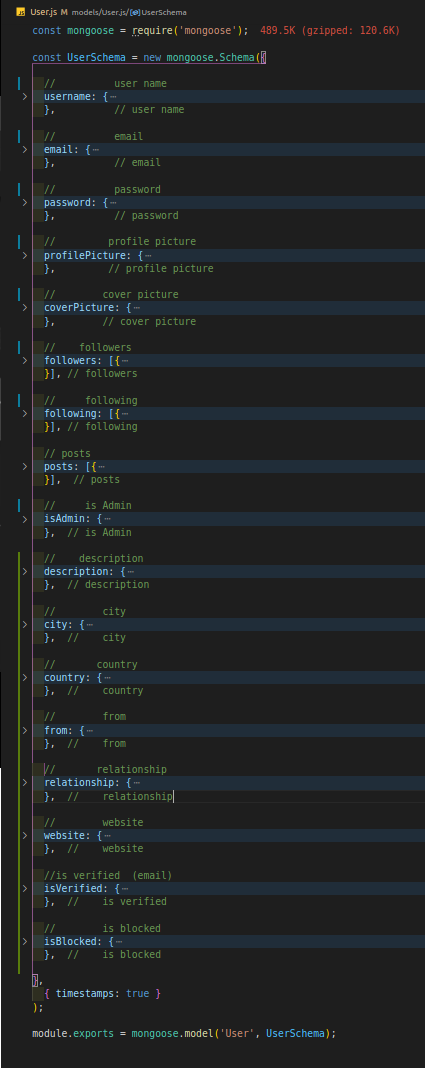 User.js M models/User.js/[@]UserSchema
const mongoose = require('mongoose'); 489.5K (gzipped: 120.6K)
const UserSchema = new mongoose.Schema({
// user name
username: {⋯
}, // user name
// email
email: {⋯
}, // email
// password
password: {⋯
}, // password
// profile picture
profilePicture: {⋯
}, // profile picture
// cover picture
coverPicture: {⋯
}, // cover picture
// followers
followers: [{⋯
}], // followers
// following
following: [{⋯
}], // following
// posts
posts: [{⋯
}], // posts
// is Admin
isAdmin: {⋯
}, // is Admin
// description
description: {⋯
}, // description
// city
city: {⋯
}, // city
// country
country: {⋯
}, // country
// from
from: {⋯
}, // from
// relationship
relationship: {⋯
}, // relationship
// website
website: {⋯
}, // website
//is verified (email)
isVerified: {⋯
}, // is verified
// is blocked
isBlocked: {⋯
}, // is blocked
},
{ timestamps: true }
);
module.exports = mongoose.model('User', UserSchema);